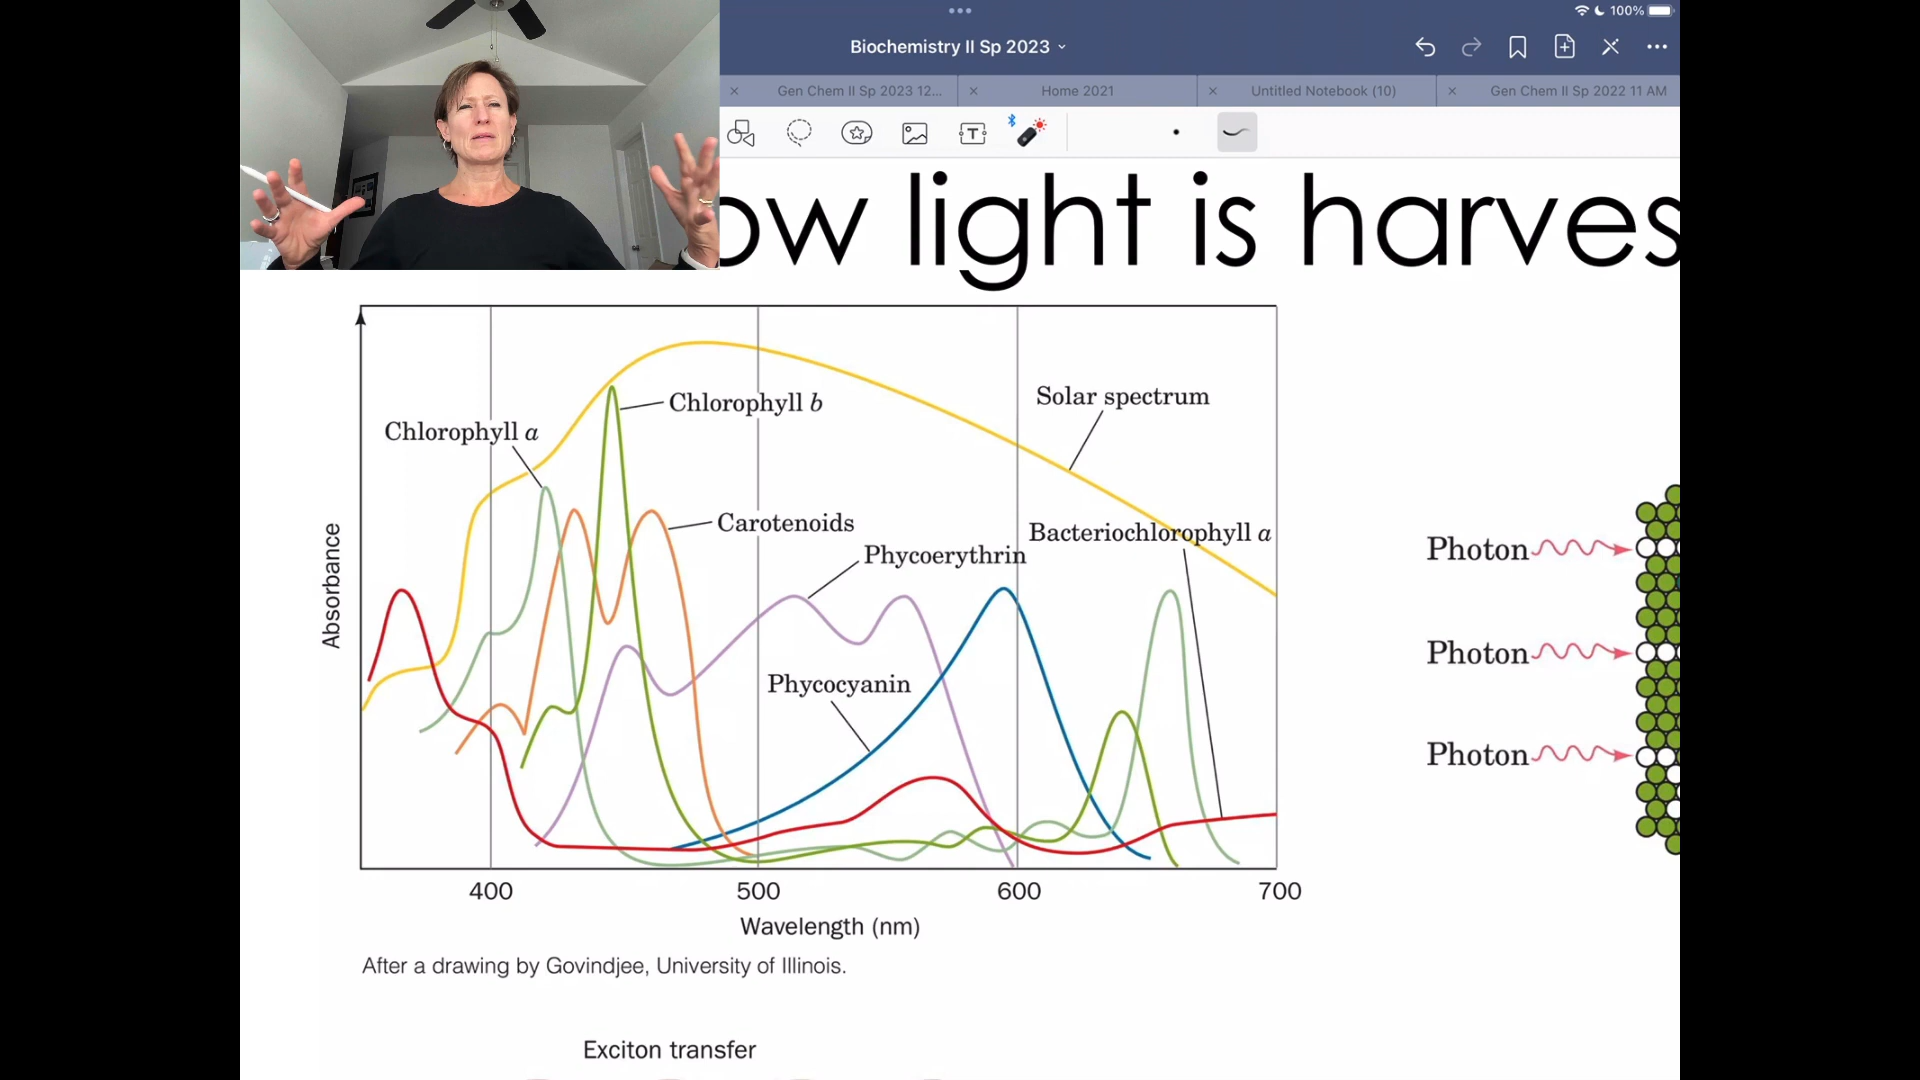 100%
Biochemistry II Sp 2023
Gen Chem II Sp 2023 12...
Home 2021
Untitled Notebook (10)
Gen Chem II Sp 2022 11 AM
T
ow light is harves
Chlorophyll a
Chlorophyll b
Solar spectrum
Carotenoids
Phycoerythrin
Bacteriochlorophyll a
Phycocyanin
Absorbance
400
500
600
700
Wavelength (nm)
After a drawing by Govindjee, University of Illinois.
Photon
Photon
Photon
Exciton transfer